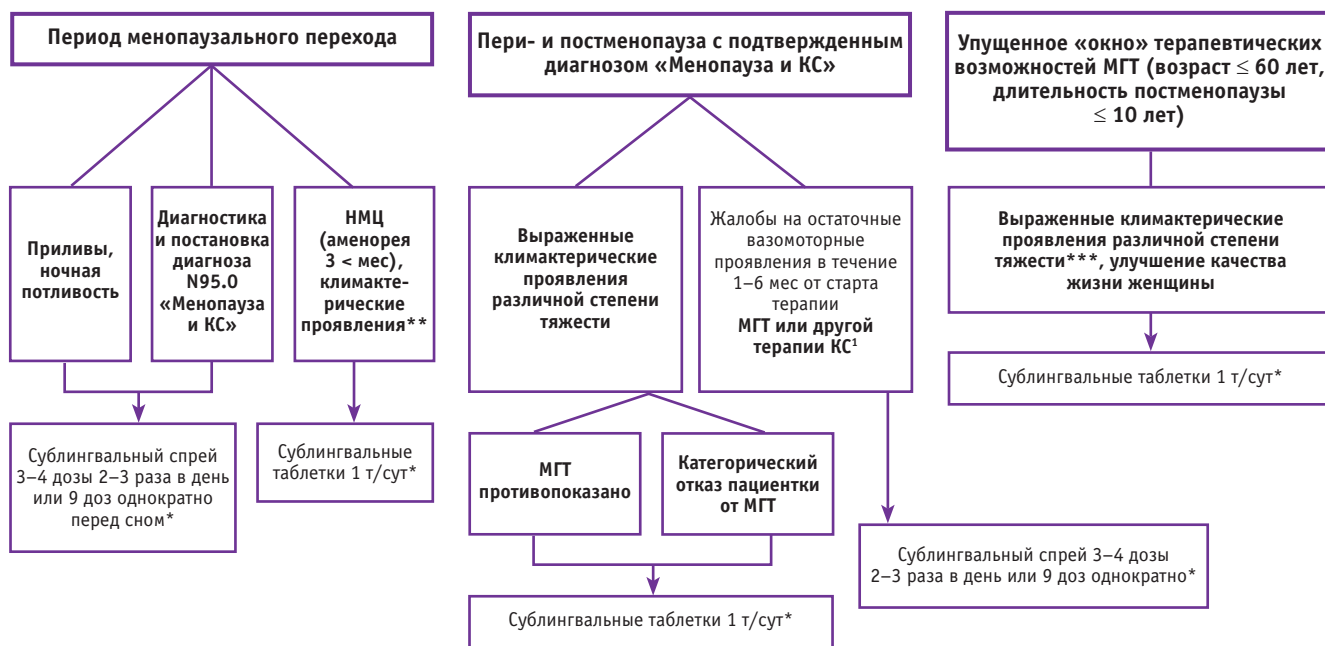 Период менопаузального перехода
Приливы,
ночная
потливость
Диагностика
и постановка
диагноза
N95.0
«Менопауза
и КС»
НМЦ
(аменорея
3 < мес),
климакте-
рические
проявления**
Сублингвальный спрей
3–4 дозы 2–3 раза в день
или 9 доз однократно
перед сном*
Сублингвальные
таблетки 1 т/сут*
Пери- и постменопауза с подтвержденным
диагнозом «Менопауза и КС»
Выраженные
климактерические
проявления
различной степени
тяжести
Жалобы на остаточные
вазомоторные
проявления в течение
1–6 мес от старта
терапии
МГТ или другой
терапии КС¹
МГТ
противопоказано
Категорический
отказ пациентки
от МГТ
Сублингвальные таблетки 1 т/сут*
Сублингвальный спрей 3–4 дозы
2–3 раза в день или 9 доз однократно*
Упущенное «окно» терапевтических
возможностей МГТ (возраст ≤ 60 лет,
длительность постменопаузы
≤ 10 лет)
Выраженные климактерические
проявления различной степени
тяжести***, улучшение качества
жизни женщины
Сублингвальные таблетки 1 т/сут*